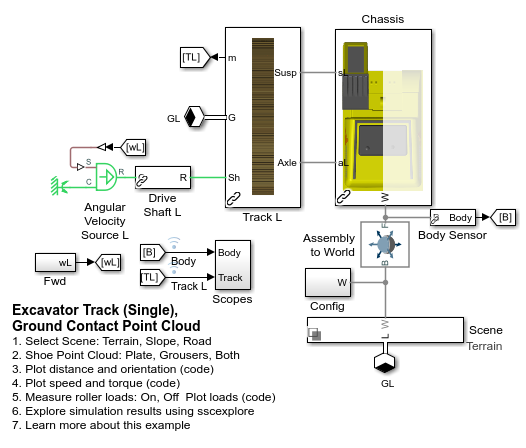 Chassis
[TL]
m
Susp
sL
GL
G
[wL]
S
R
C
R
Sh
Axle
aL
Drive
Shaft L
Angular
Velocity
Source L
Track L
W
F
Body
[B]
Body Sensor
Assembly
to World
B
[B]
Body
Body
wL
[wL]
Fwd
[TL]
Track L
Track
Scopes
W
Config
W
L
Scene
Terrain
GL
Excavator Track (Single),
Ground Contact Point Cloud
1. Select Scene: Terrain, Slope, Road
2. Shoe Point Cloud: Plate, Grousers, Both
3. Plot distance and orientation (code)
4. Plot speed and torque (code)
5. Measure roller loads: On, Off Plot loads (code)
6. Explore simulation results using sscexplore
7. Learn more about this example